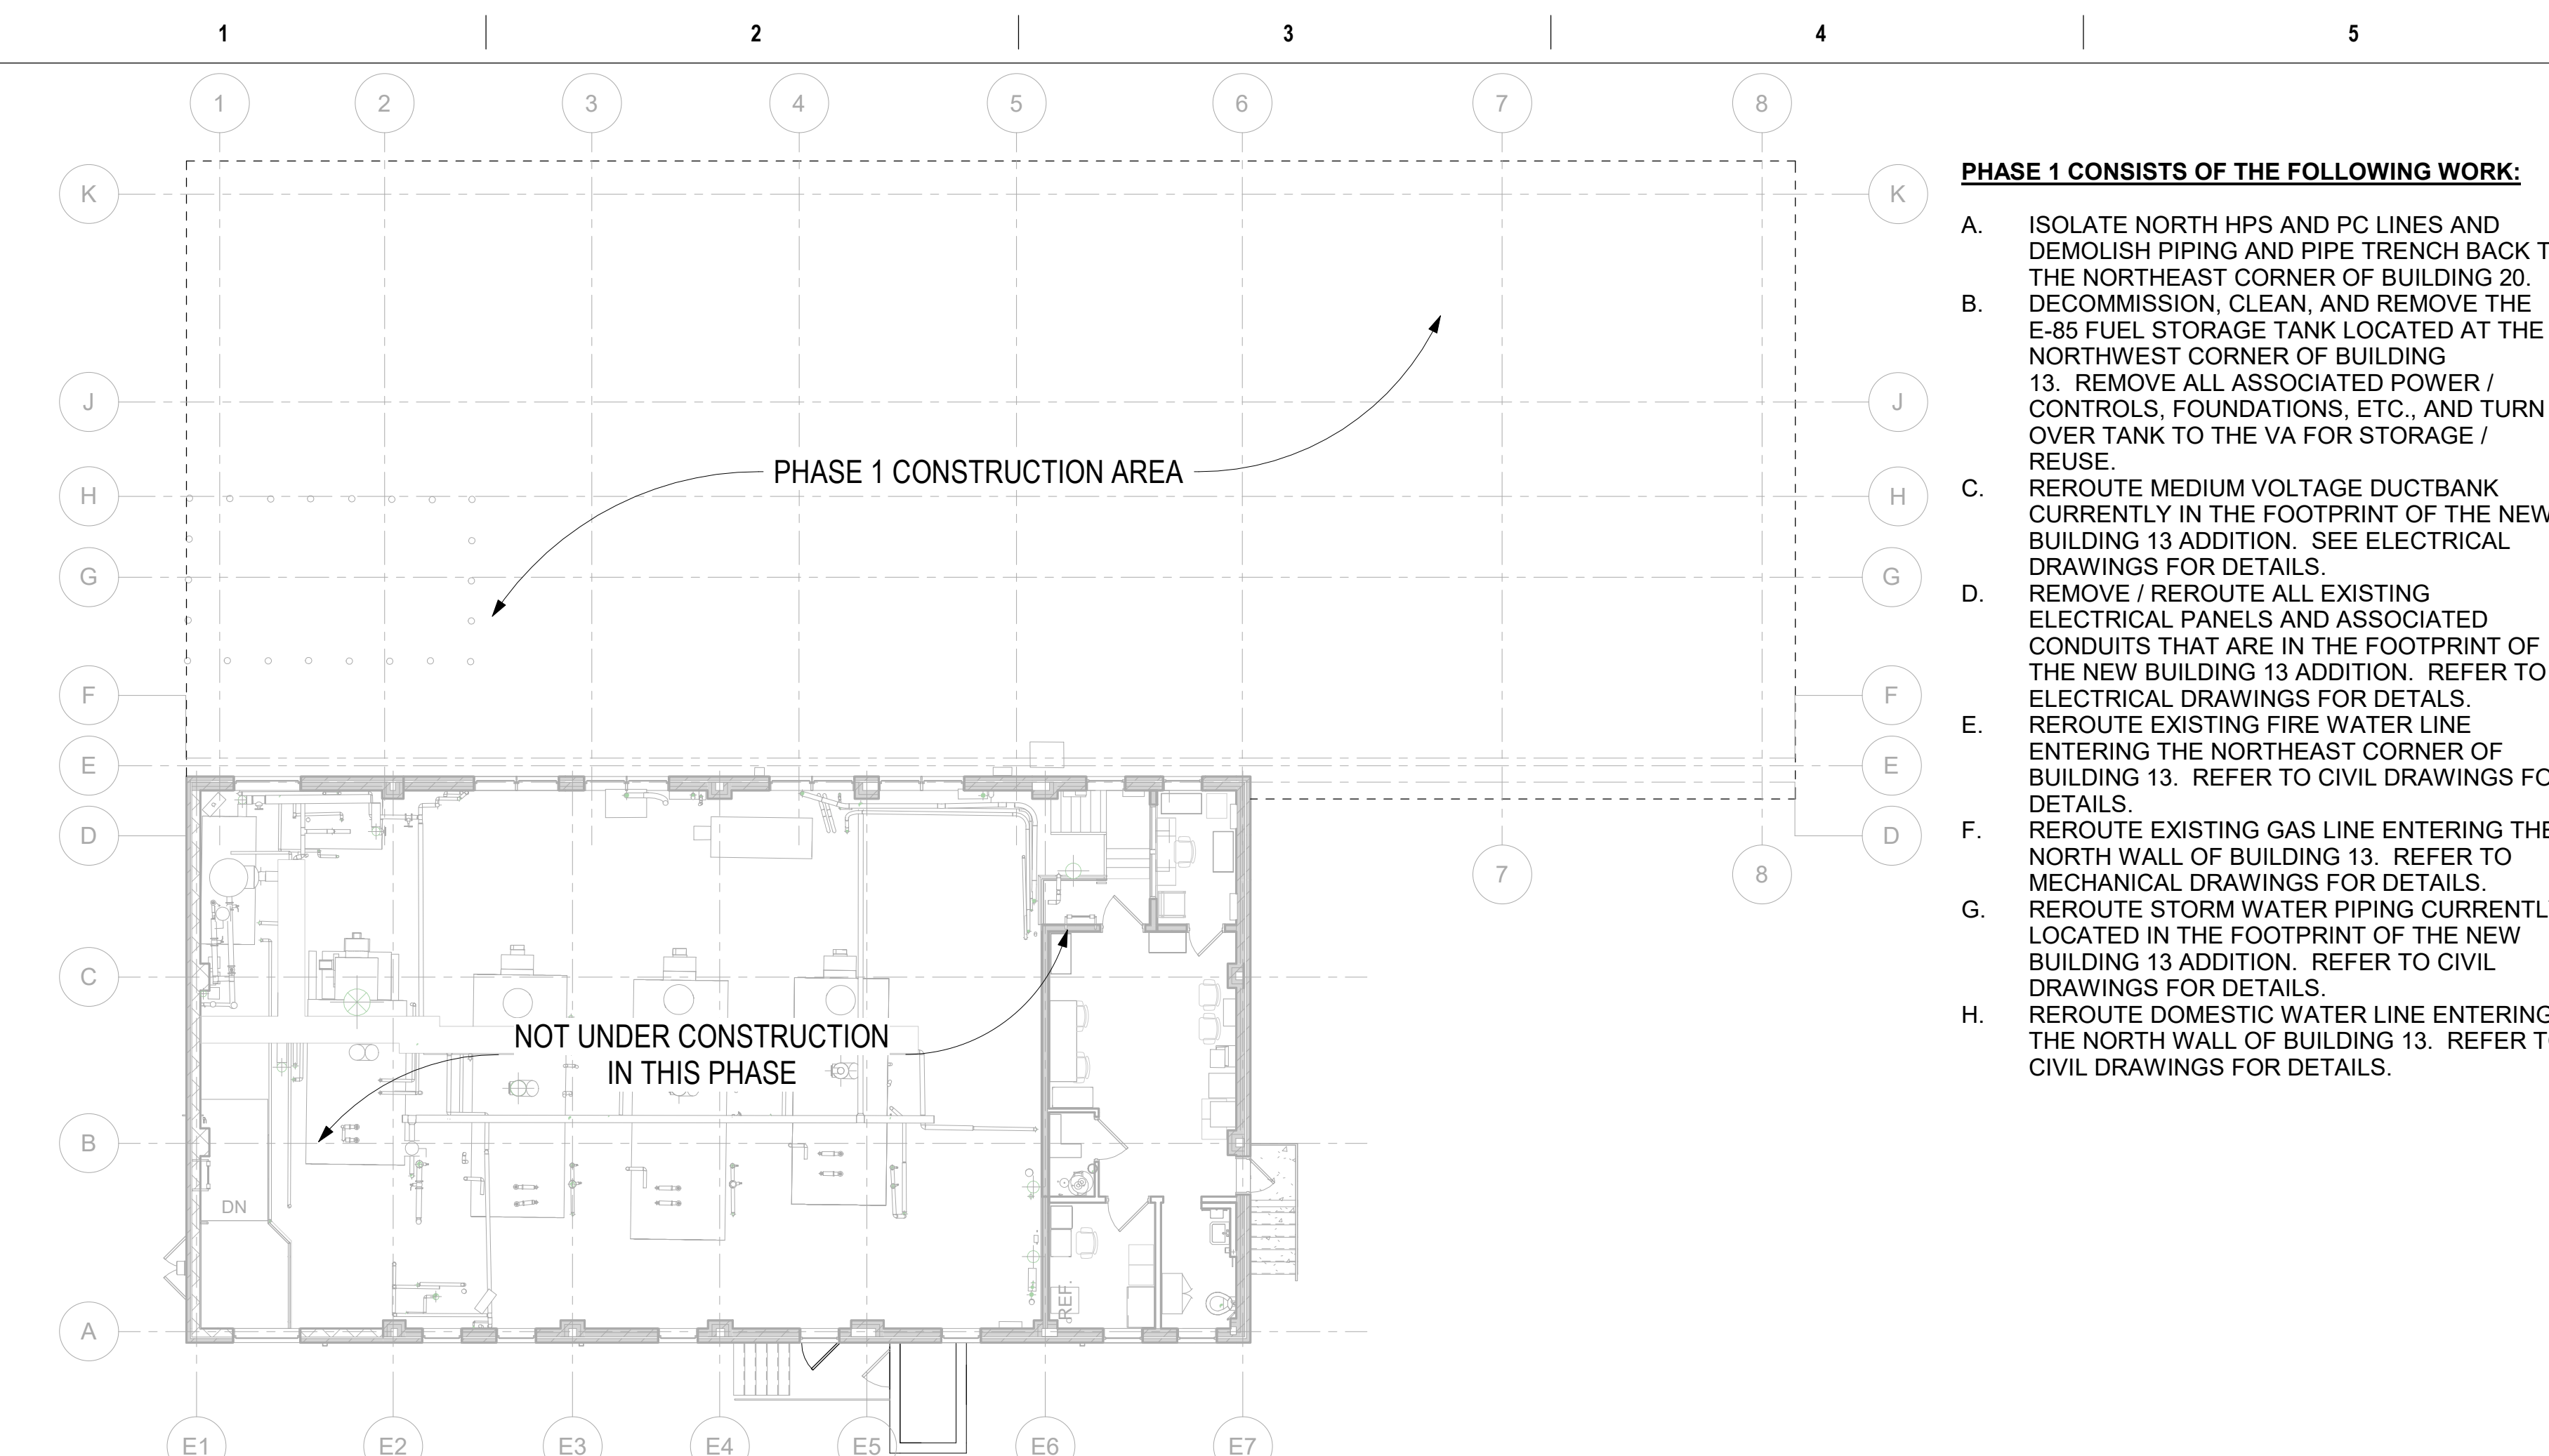 1 2 3 4 5
1 2 3 4 5 6 7 8
K K
PHASE 1 CONSISTS OF THE FOLLOWING WORK:
A. ISOLATE NORTH HPS AND PC LINES AND
DEMOLISH PIPING AND PIPE TRENCH BACK
THE NORTHEAST CORNER OF BUILDING 20.
B. DECOMMISSION, CLEAN, AND REMOVE THE
E-85 FUEL STORAGE TANK LOCATED AT THE
NORTHWEST CORNER OF BUILDING
13. REMOVE ALL ASSOCIATED POWER /
CONTROLS, FOUNDATIONS, ETC., AND TURN
OVER TANK TO THE VA FOR STORAGE /
REUSE.
C. REROUTE MEDIUM VOLTAGE DUCTBANK
CURRENTLY IN THE FOOTPRINT OF THE NEW
BUILDING 13 ADDITION. SEE ELECTRICAL
DRAWINGS FOR DETAILS.
D. REMOVE / REROUTE ALL EXISTING
ELECTRICAL PANELS AND ASSOCIATED
CONDUITS THAT ARE IN THE FOOTPRINT OF
THE NEW BUILDING 13 ADDITION. REFER TO
ELECTRICAL DRAWINGS FOR DETALS.
E. REROUTE EXISTING FIRE WATER LINE
ENTERING THE NORTHEAST CORNER OF
BUILDING 13. REFER TO CIVIL DRAWINGS
DETAILS.
F. REROUTE EXISTING GAS LINE ENTERING THE
NORTH WALL OF BUILDING 13. REFER TO
MECHANICAL DRAWINGS FOR DETAILS.
G. REROUTE STORM WATER PIPING CURRENTLY
LOCATED IN THE FOOTPRINT OF THE NEW
BUILDING 13 ADDITION. REFER TO CIVIL
DRAWINGS FOR DETAILS.
H. REROUTE DOMESTIC WATER LINE ENTERING
THE NORTH WALL OF BUILDING 13. REFER
CIVIL DRAWINGS FOR DETAILS.
J J
PHASE 1 CONSTRUCTION AREA
H H
G G
F F
E E
D D
7 8
C
NOT UNDER CONSTRUCTION
IN THIS PHASE
B
DN
REF.
A
E1 E2 E3 E4 E5 E6 E7